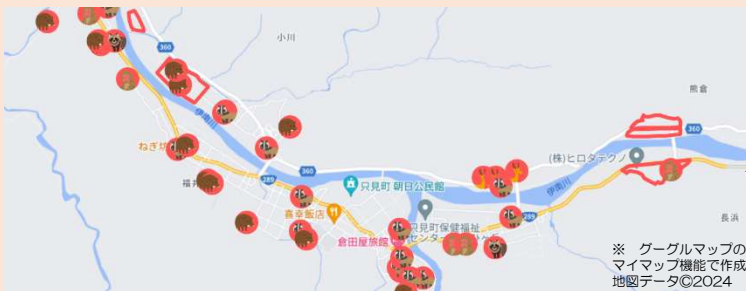 小川
360
熊倉
伊南川
ねぎ坊
360
(株)ヒロタテクノ
360
福井
289
只見町 朝日公民館
伊南川
喜幸飯店
只見町保健福祉
センター
289
長浜
倉田屋旅館
※ グーグルマップの
マイマップ機能で作成
地図データ©2024